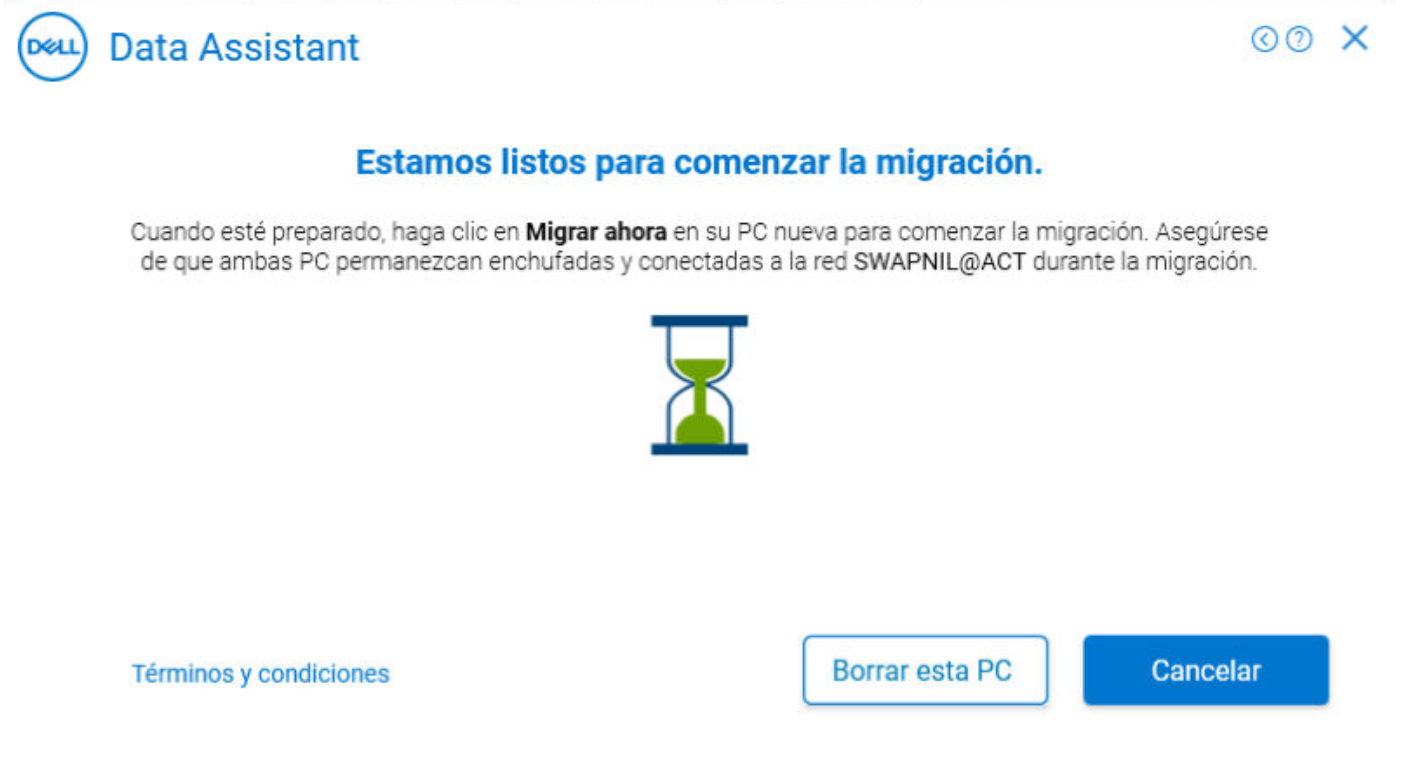 DELL Data Assistant
Estamos listos para comenzar la migración.
Cuando esté preparado, haga clic en Migrar ahora en su PC nueva para comenzar la migración. Asegúrese
de que ambas PC permanezcan enchufadas y conectadas a la red SWAPNIL@ACT durante la migración.
Términos y condiciones
Borrar esta PC
Cancelar